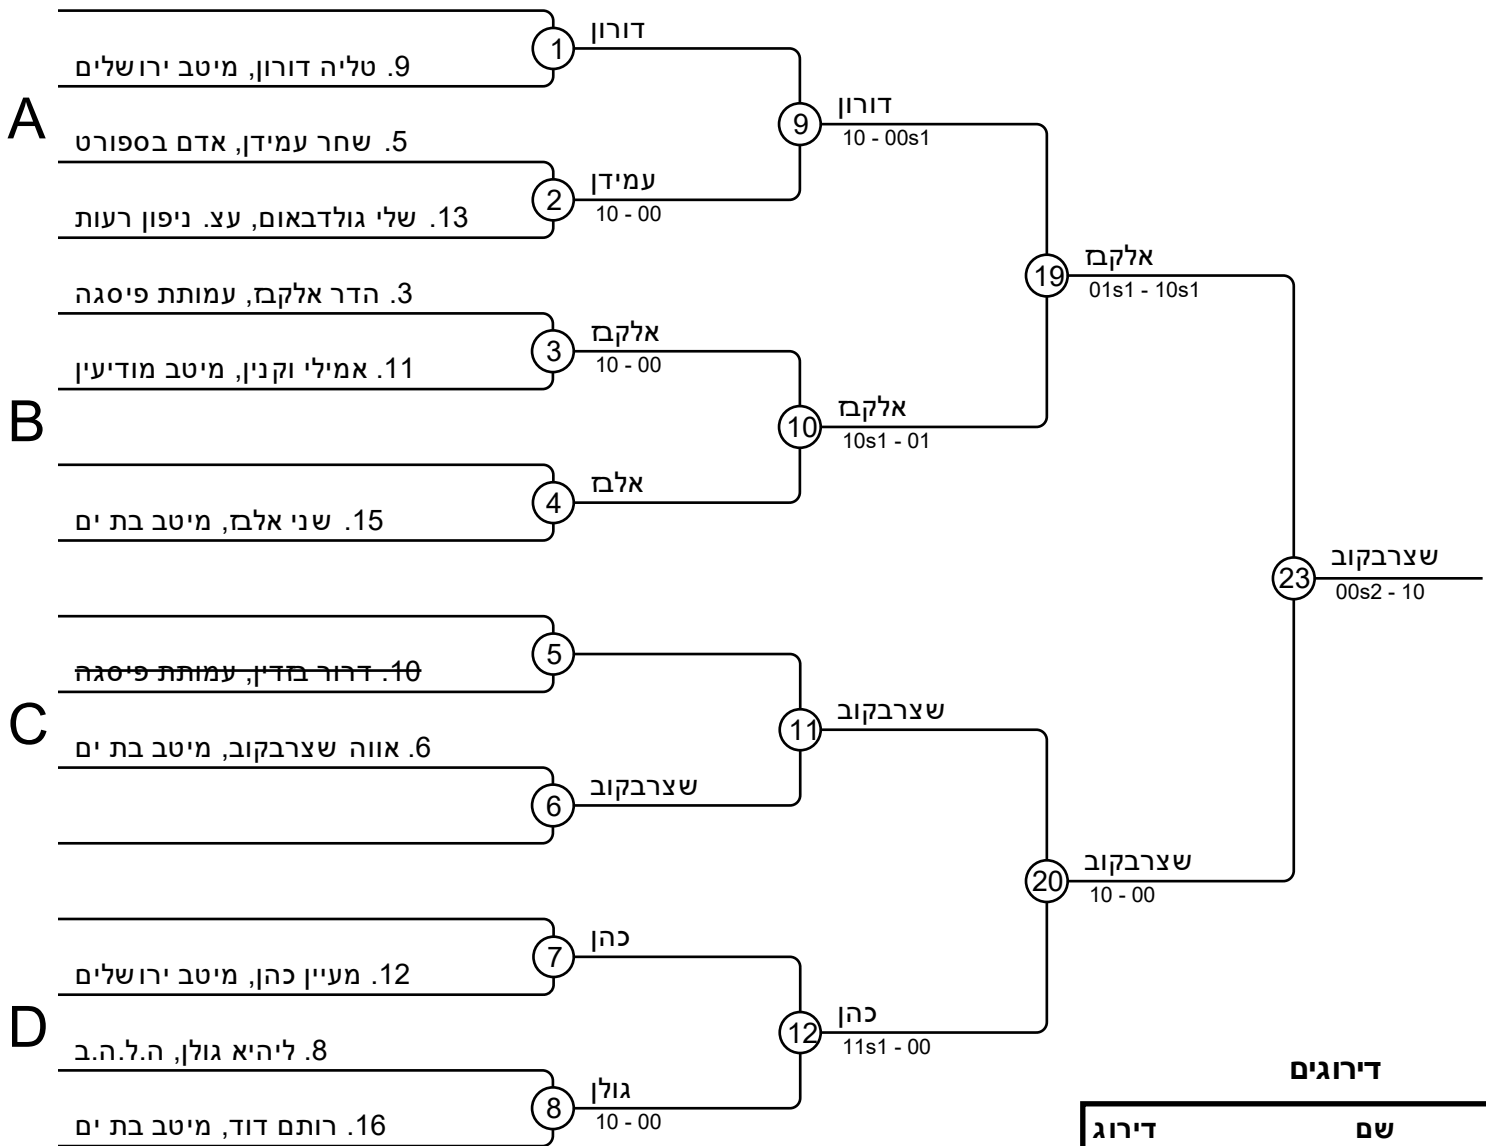 A
9. טליה דורון, מיטב ירושלים
5. שחר עמידן, אדם בספורט
13. שלי גולדבאום, עצ. ניפון רעות
B
3. הדר אלקבז, עמותת פיסגה
11. אמילי וקנין, מיטב מודיעין
15. שני אלבז, מיטב בת ים
C
10. דרור בזדין, עמותת פיסגה
6. אווה שצרבקוב, מיטב בת ים
D
12. מעיין כהן, מיטב ירושלים
8. ליהיא גולן, ה.ל.ה.ב
16. רותם דוד, מיטב בת ים
1
דורון
2
עמידן
10 - 00
3
אלקבז
10 - 00
4
אלבז
5
6
שצרבקוב
7
כהן
8
גולן
10 - 00
9
דורון
10 - 00s1
10
אלקבז
10s1 - 01
11
שצרבקוב
12
כהן
11s1 - 00
19
אלקבז
01s1 - 10s1
20
שצרבקוב
10 - 00
23
שצרבקוב
00s2 - 10
דירוגים
דירוג שם